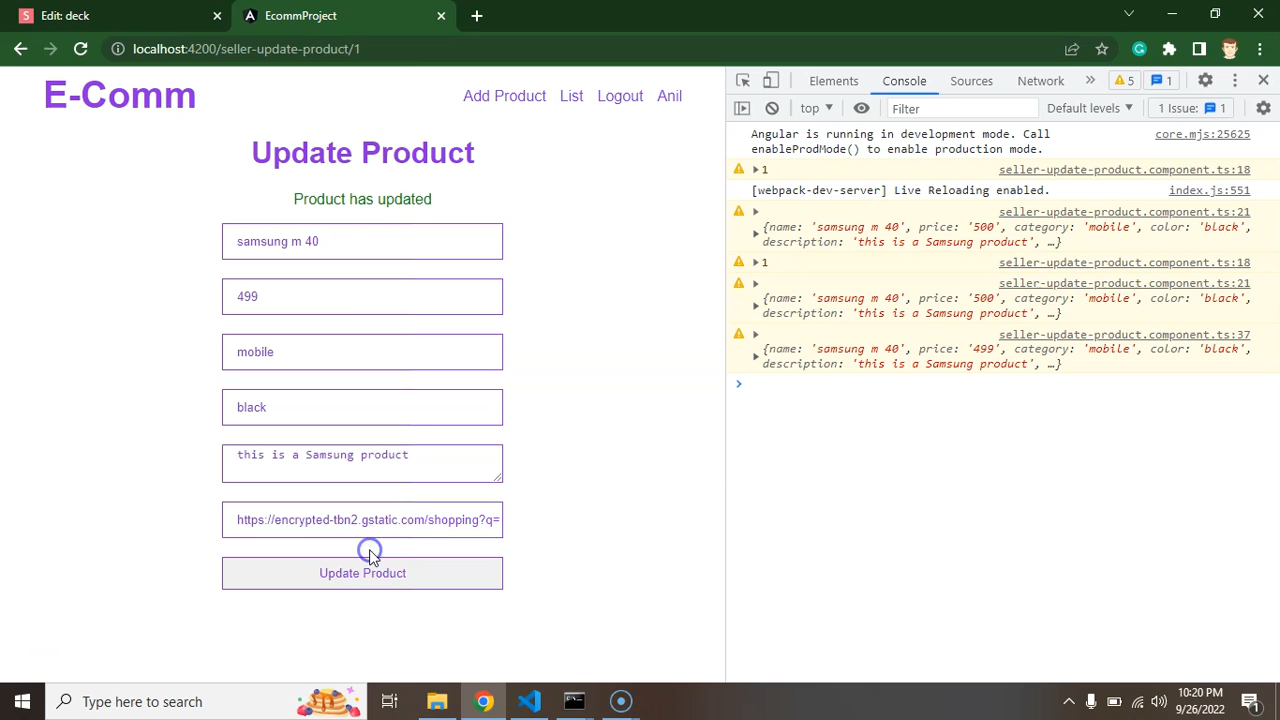 Edit: deck
EcommProject
localhost:4200/seller-update-product/1
E-Comm
Add Product List Logout Anil
Update Product
Product has updated
samsung m 40
499
mobile
black
this is a Samsung product
https://encrypted-tbn2.gstatic.com/shopping?q=
Update Product
Elements Console Sources Network 5 1
top Filter Default levels 1 Issue: 1
Angular is running in development mode. Call core.mjs:25625
enableProdMode() to enable production mode.
1 seller-update-product.component.ts:18
[webpack-dev-server] Live Reloading enabled. index.js:551
seller-update-product.component.ts:21
{name: 'samsung m 40', price: '500', category: 'mobile', color: 'black',
description: 'this is a Samsung product', …}
1 seller-update-product.component.ts:18
seller-update-product.component.ts:21
{name: 'samsung m 40', price: '500', category: 'mobile', color: 'black',
description: 'this is a Samsung product', …}
seller-update-product.component.ts:37
{name: 'samsung m 40', price: '499', category: 'mobile', color: 'black',
description: 'this is a Samsung product', …}
Type here to search
10:20 PM
9/26/2022
1